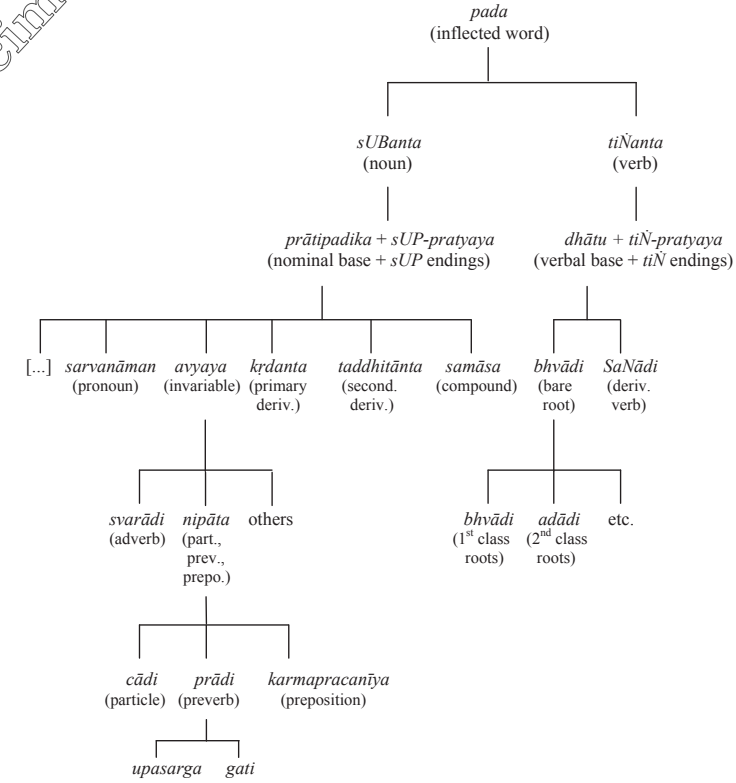 pada
(inflected word)
sUBanta
(noun)
tiṄanta
(verb)
prātipadika + sUP-pratyaya
(nominal base + sUP endings)
dhātu + tiṄ-pratyaya
(verbal base + tiṄ endings)
[...] sarvanāman avyaya kṛdanta taddhitānta samāsa bhvādi SaNādi
(pronoun) (invariable) (primary (second. (compound) (bare (deriv.
deriv.) deriv.) root) verb)
svarādi nipāta others
(adverb) (part.,
prev.,
prepo.)
bhvādi adādi etc.
(1st class (2nd class
roots) roots)
cādi prādi karmapracanīya
(particle) (preverb) (preposition)
upasarga gati